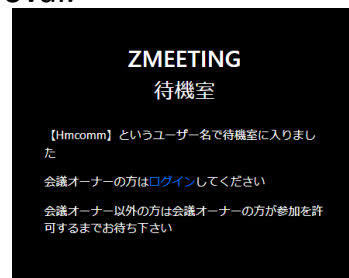 ZMEETING
待機室
【Hmcomm】というユーザー名で待機室に入りまし
た
会議オーナーの方はログインしてください
会議オーナー以外の方は会議オーナーの方が参加を許
可するまでお待ち下さい